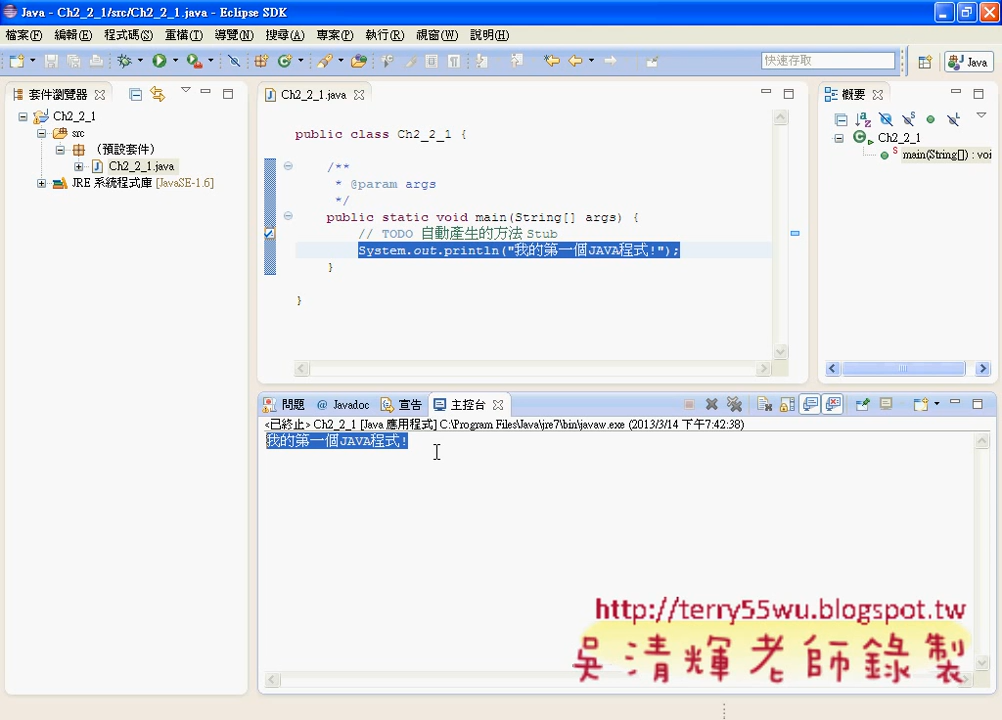 Java - Ch2_2_1/src/Ch2_2_1.java - Eclipse SDK
檔案(F) 編輯(E) 程式碼(S) 重構(T) 導覽(N) 搜尋(A) 專案(P) 執行(R) 視窗(W) 說明(H)
快速存取
Java
套件瀏覽器
Ch2_2_1
src
(預設套件)
Ch2_2_1.java
JRE 系統程式庫 [JavaSE-1.6]
Ch2_2_1.java
public class Ch2_2_1 {
/**
* @param args
*/
public static void main(String[] args) {
// TODO 自動產生的方法 Stub
System.out.println("我的第一個JAVA程式!");
}
}
概要
Ch2_2_1
main(String[]) : voi
問題 @ Javadoc 宣告 主控台
<已終止> Ch2_2_1 [Java 應用程式] C:\Program Files\Java\jre7\bin\javaw.exe (2013/3/14 下午7:42:38)
我的第一個JAVA程式!
http://terry55wu.blogspot.tw
吳清輝老師錄製